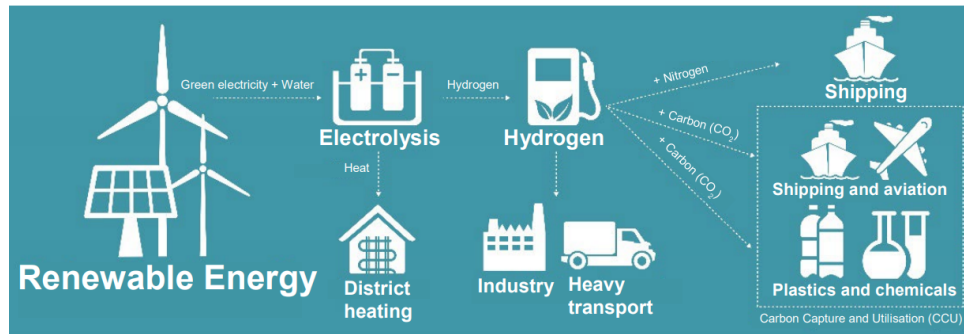 Green electricity + Water
Hydrogen
+ Nitrogen
+ Carbon (CO₂)
+ Carbon (CO₂)
Shipping
Electrolysis
Hydrogen
Heat
Shipping and aviation
Renewable Energy
District
heating
Industry
Heavy
transport
Plastics and chemicals
Carbon Capture and Utilisation (CCU)